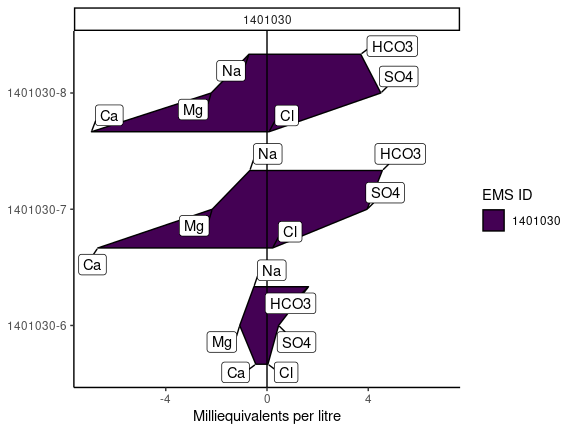 1401030
HCO3
Na
SO4
1401030-8
Mg
Ca
Cl
Na
HCO3
SO4
EMS ID
1401030-7
Mg
Cl
1401030
Ca
Na
HCO3
1401030-6
Mg
SO4
Ca
Cl
-4
0
4
Milliequivalents per litre